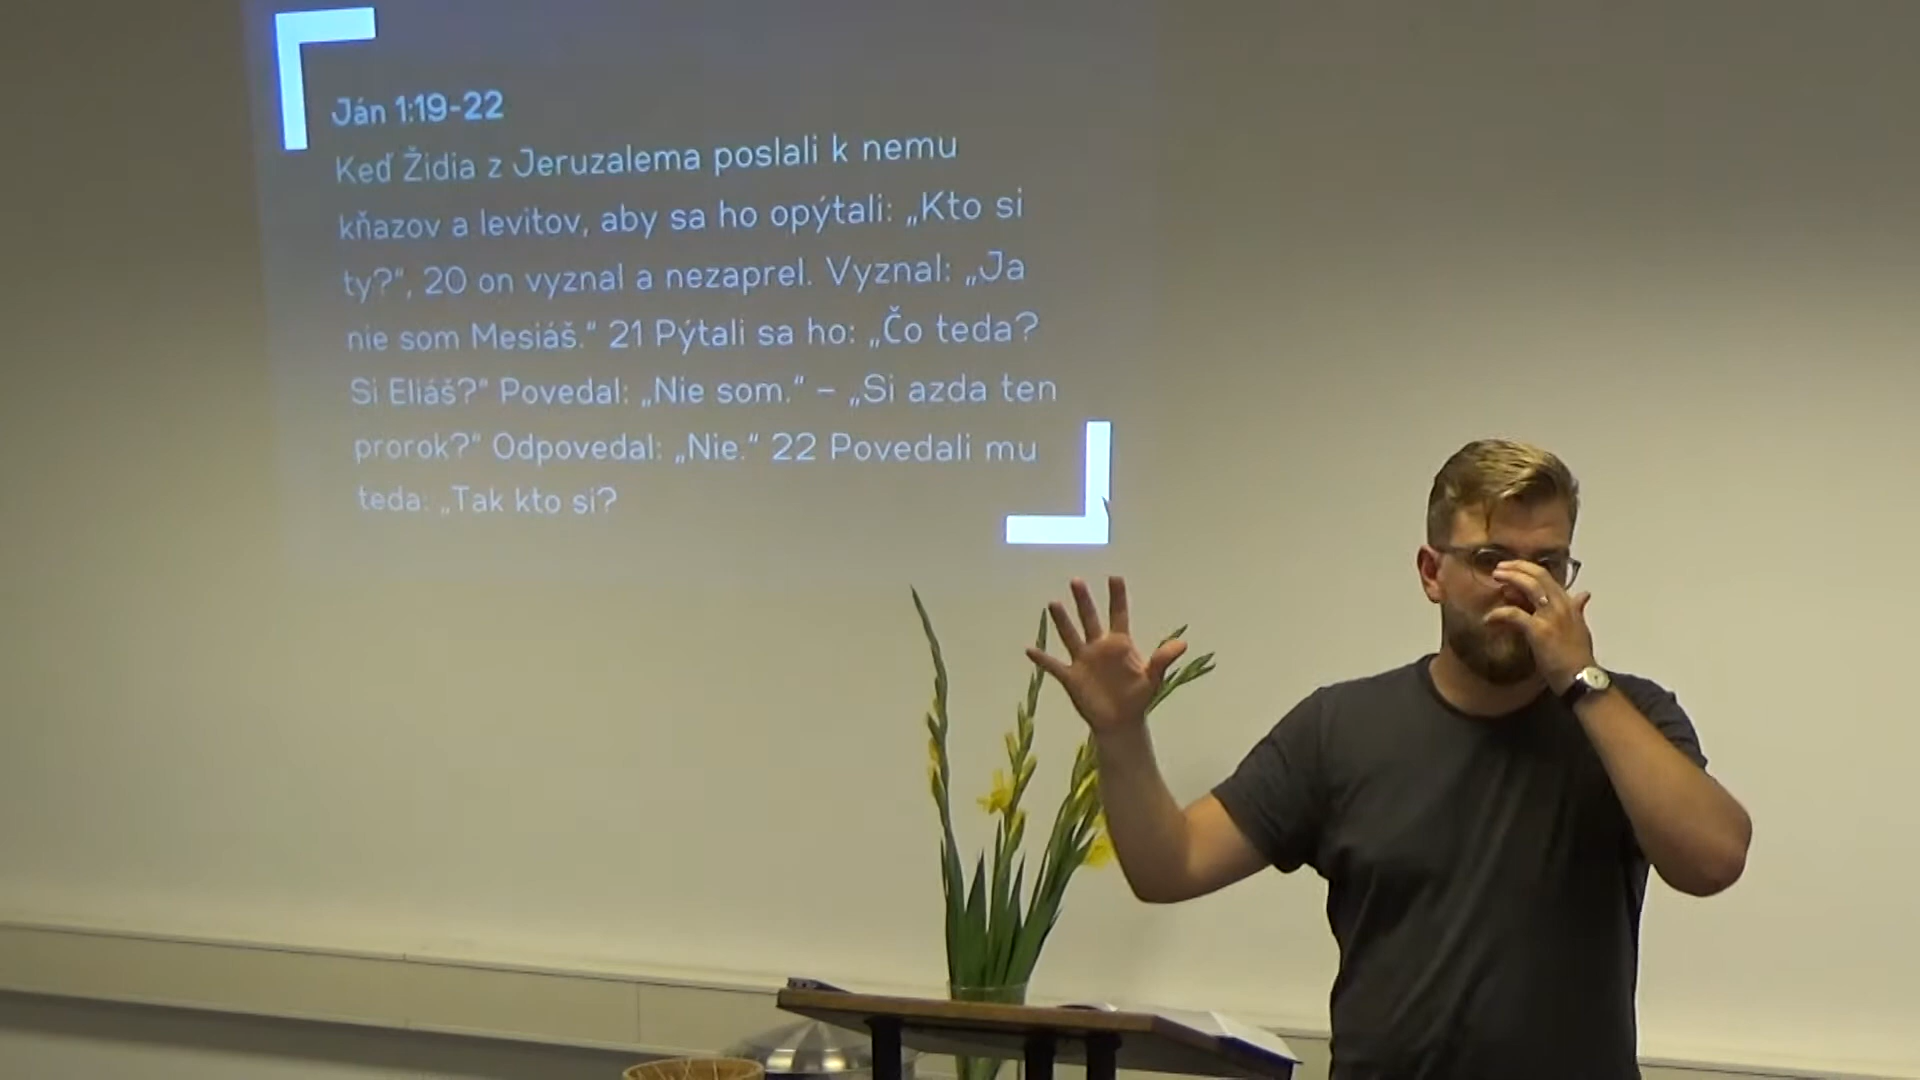 Ján 1:19-22
Keď Židia z Jeruzalema poslali k nemu
kňazov a levitov, aby sa ho opýtali: „Kto si
ty?“, 20 on vyznal a nezaprel. Vyznal: „Ja
nie som Mesiáš.“ 21 Pýtali sa ho: „Čo teda?
Si Eliáš?“ Povedal: „Nie som.“ – „Si azda ten
prorok?“ Odpovedal: „Nie.“ 22 Povedali mu
teda: „Tak kto si?